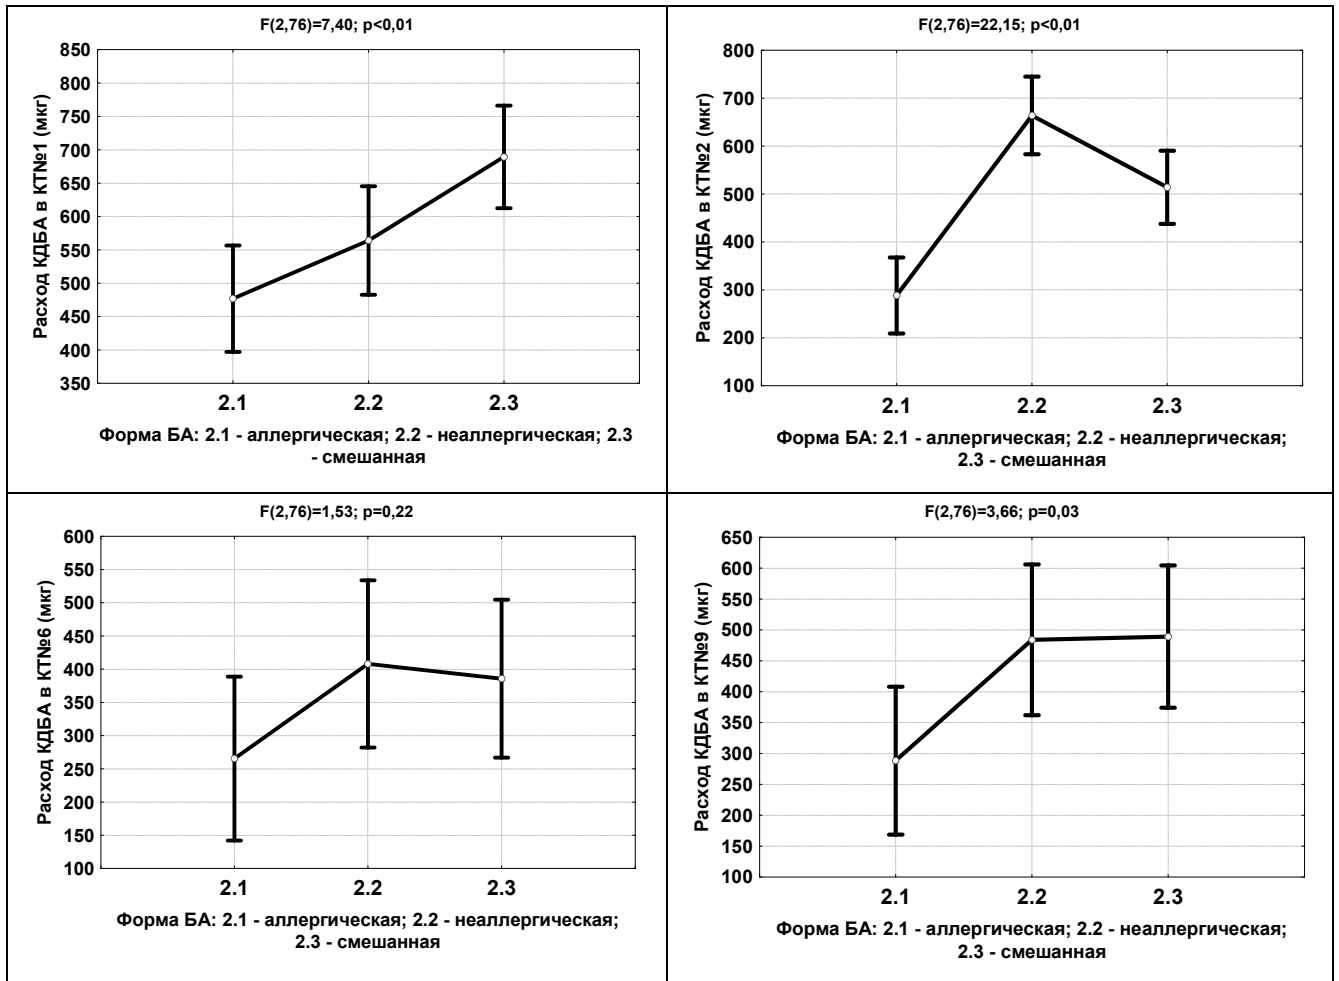 F(2,76)=7,40; p<0,01
Расход КДБА в КТ№1 (мкг)
850
800
750
700
650
600
550
500
450
400
350
2.1 2.2 2.3
Форма БА: 2.1 - аллергическая; 2.2 - неаллергическая; 2.3
- смешанная
F(2,76)=22,15; p<0,01
Расход КДБА в КТ№2 (мкг)
800
700
600
500
400
300
200
100
2.1 2.2 2.3
Форма БА: 2.1 - аллергическая; 2.2 - неаллергическая;
2.3 - смешанная
F(2,76)=1,53; p=0,22
Расход КДБА в КТ№6 (мкг)
600
550
500
450
400
350
300
250
200
150
100
2.1 2.2 2.3
Форма БА: 2.1 - аллергическая; 2.2 - неаллергическая;
2.3 - смешанная
F(2,76)=3,66; p=0,03
Расход КДБА в КТ№9 (мкг)
650
600
550
500
450
400
350
300
250
200
150
100
2.1 2.2 2.3
Форма БА: 2.1 - аллергическая; 2.2 - неаллергическая;
2.3 - смешанная